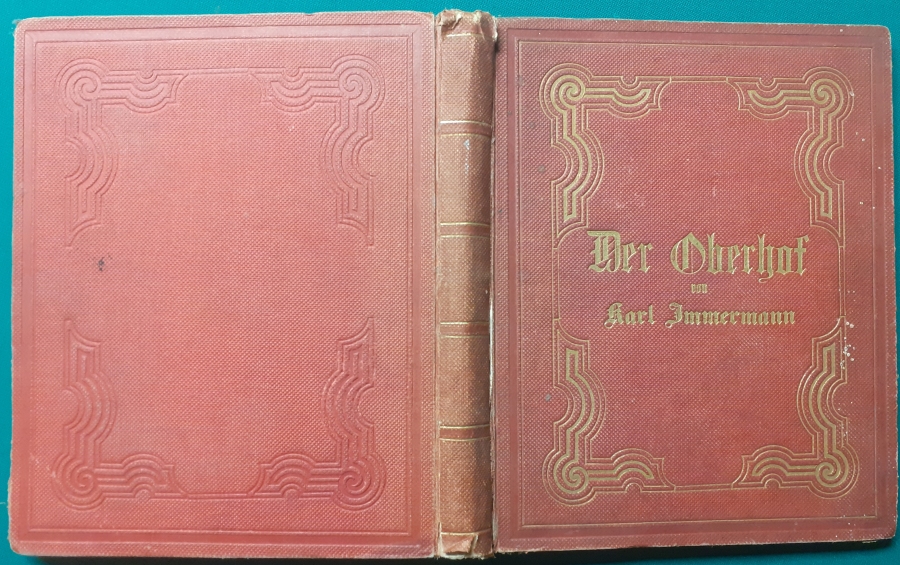 Der Oberhof
von
Karl Immermann